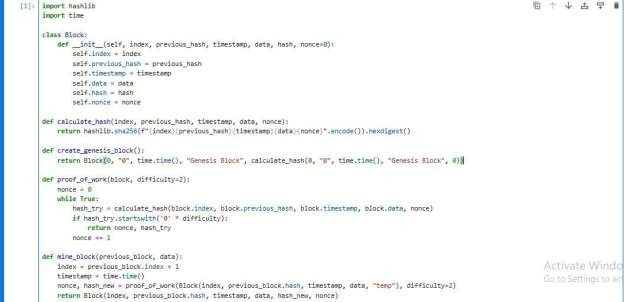 [1]: import hashlib
import time
class Block:
def __init__(self, index, previous_hash, timestamp, data, hash, nonce=0):
self.index = index
self.previous_hash = previous_hash
self.timestamp = timestamp
self.data = data
self.hash = hash
self.nonce = nonce
def calculate_hash(index, previous_hash, timestamp, data, nonce):
return hashlib.sha256(f"{index}{previous_hash}{timestamp}{data}{nonce}".encode()).hexdigest()
def create_genesis_block():
return Block(0, "0", time.time(), "Genesis Block", calculate_hash(0, "0", time.time(), "Genesis Block", 0))
def proof_of_work(block, difficulty=2):
nonce = 0
while True:
hash_try = calculate_hash(block.index, block.previous_hash, block.timestamp, block.data, nonce)
if hash_try.startswith('0' * difficulty):
return nonce, hash_try
nonce += 1
def mine_block(previous_block, data):
index = previous_block.index + 1
timestamp = time.time()
nonce, hash_new = proof_of_work(Block(index, previous_block.hash, timestamp, data, "temp"), difficulty=2)
return Block(index, previous_block.hash, timestamp, data, hash_new, nonce)
Activate Windo
Go to Settings to act